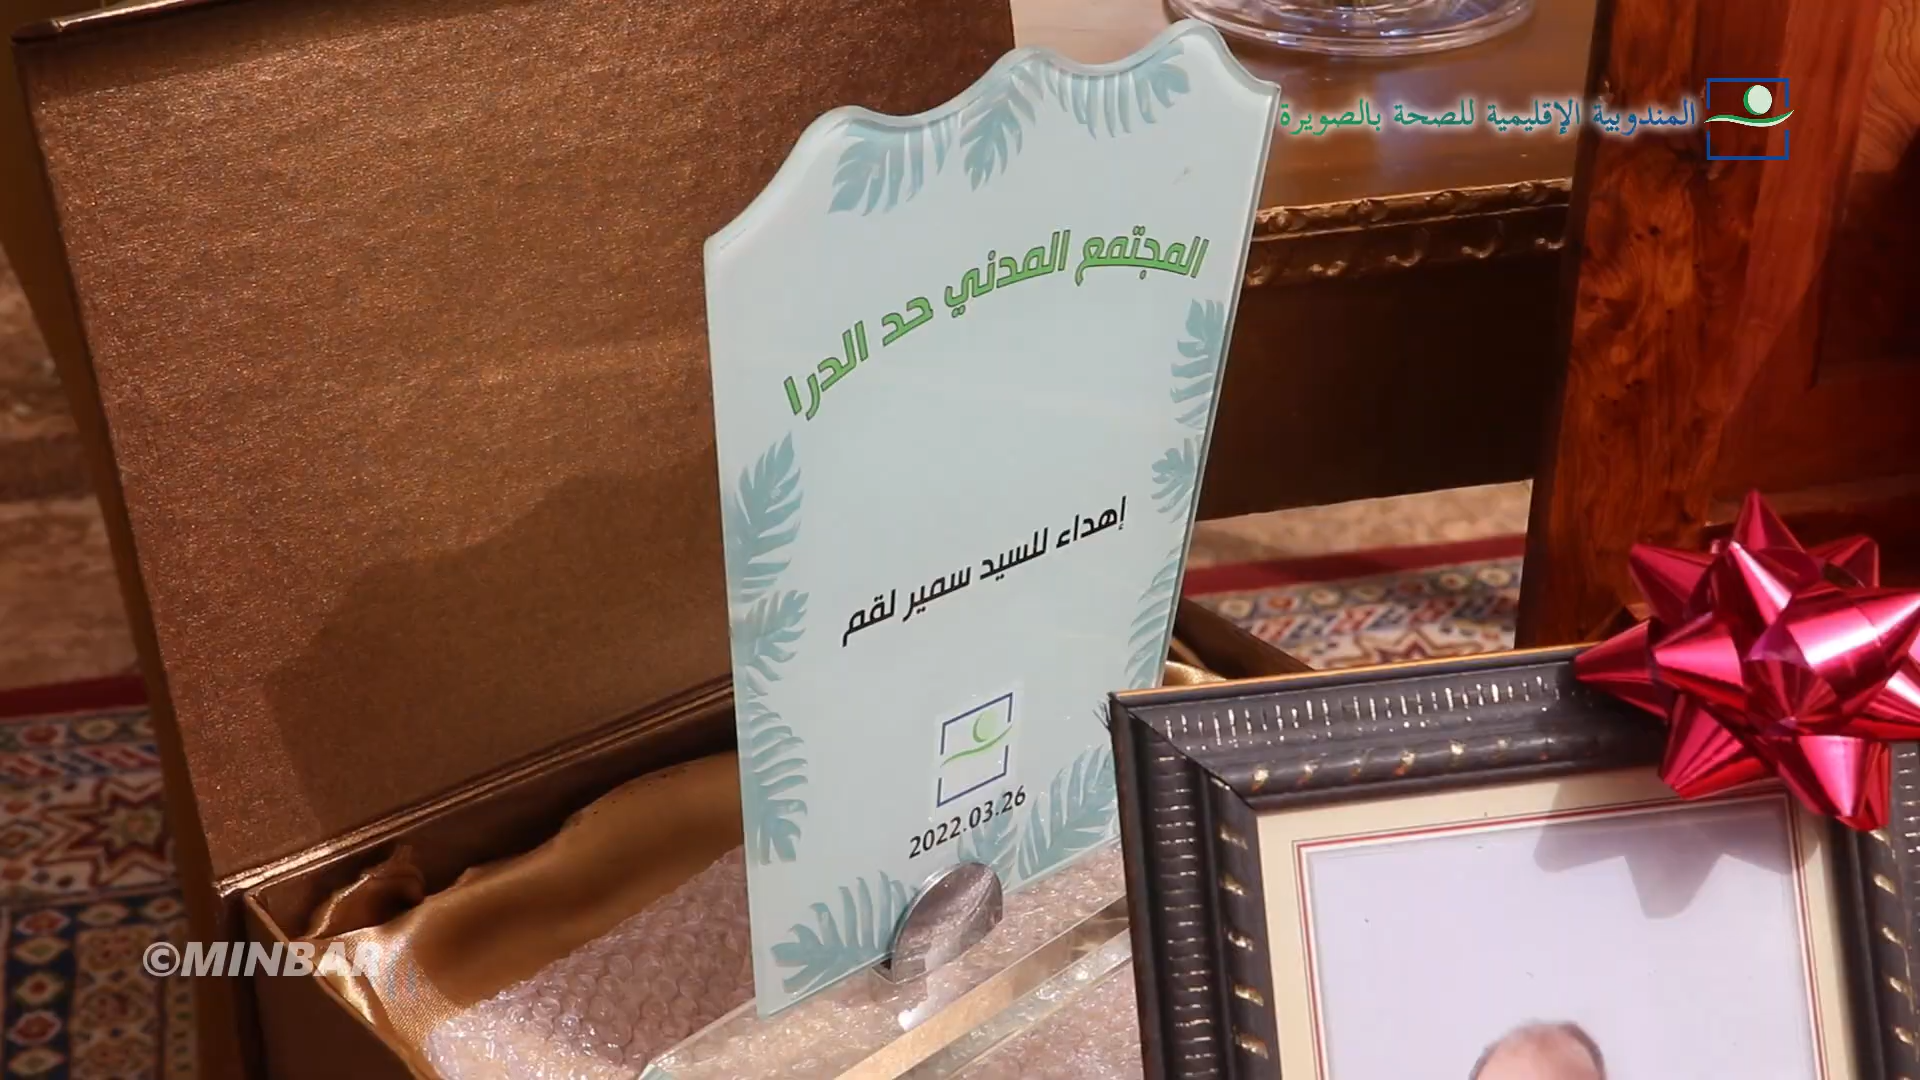 المندوبية الإقليمية للصحة بالصويرة
المجتمع المدني حد الدرا
إهداء للسيد سمير لقم
2022.03.26
©MINBAR